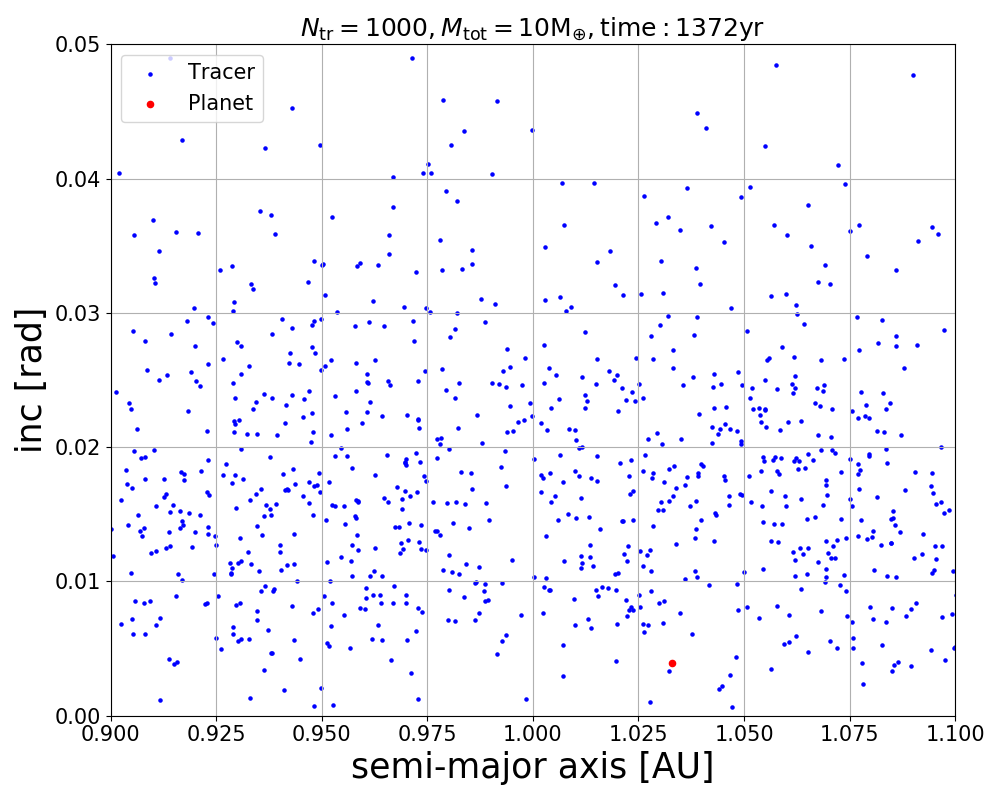 N_tr = 1000, M_tot = 10M_⊕, time : 1372yr
Tracer
Planet
inc [rad]
0.05
0.04
0.03
0.02
0.01
0.00
0.900 0.925 0.950 0.975 1.000 1.025 1.050 1.075 1.100
semi-major axis [AU]